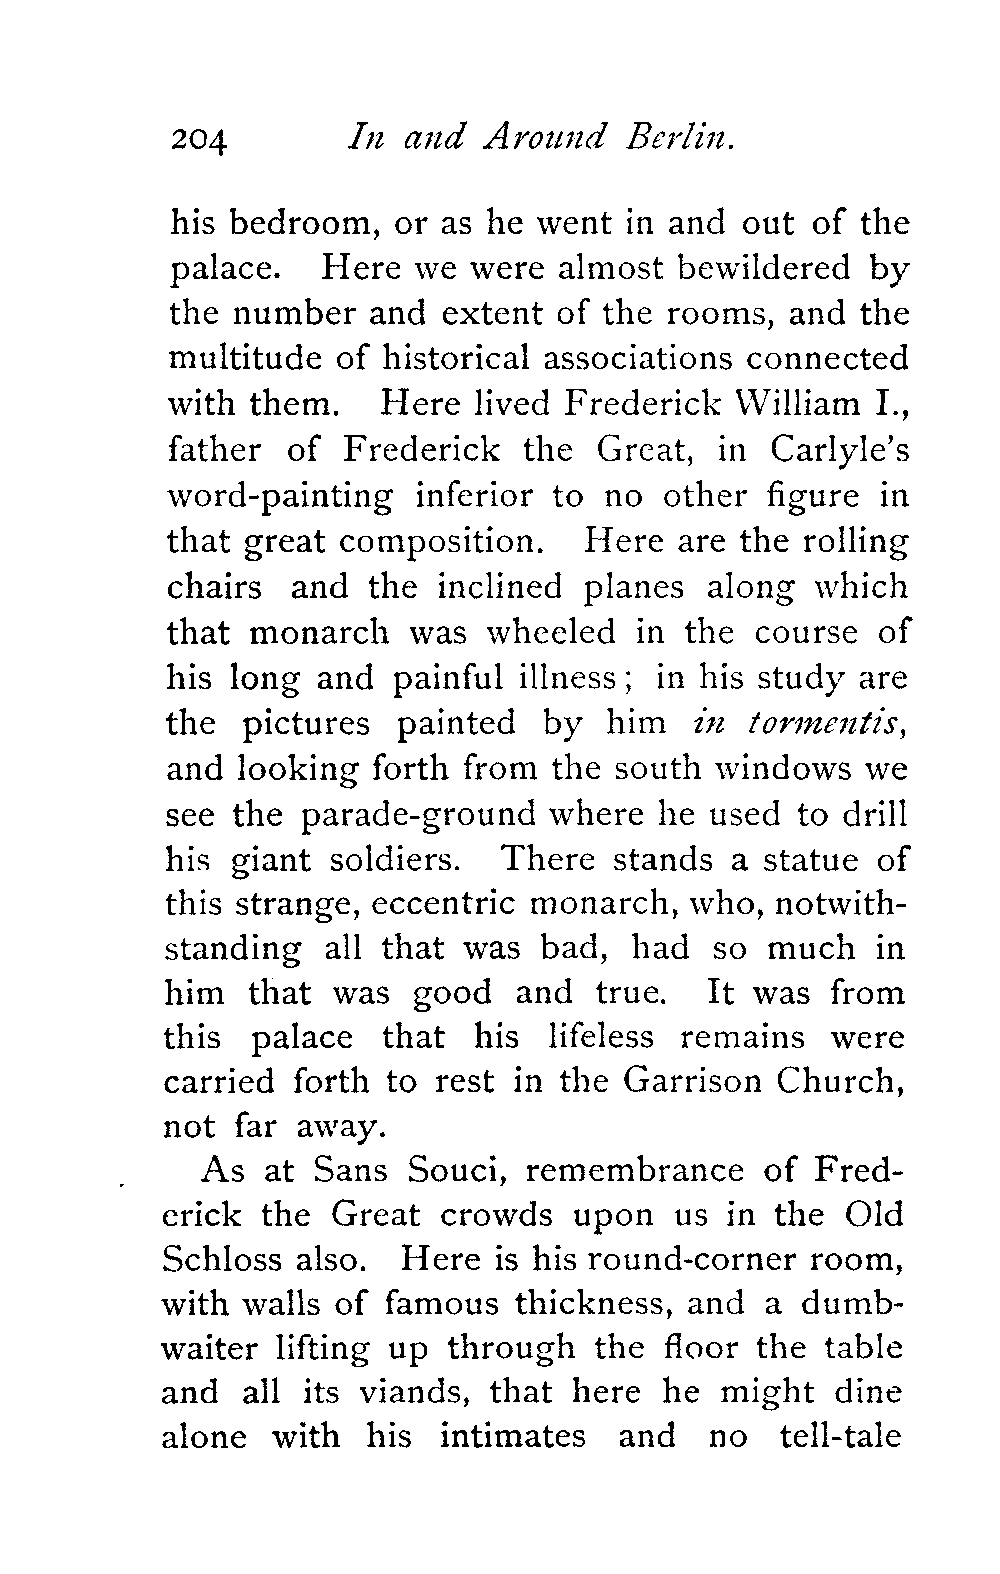 204 In and Around Berlin.
his bedroom, or as he went in and out of the
palace. Here we were almost bewildered by
the number and extent of the rooms, and the
multitude of historical associations connected
with them. Here lived Frederick William I.,
father of Frederick the Great, in Carlyle's
word-painting inferior to no other figure in
that great composition. Here are the rolling
chairs and the inclined planes along which
that monarch was wheeled in the course of
his long and painful illness; in his study are
the pictures painted by him in tormentis,
and looking forth from the south windows we
see the parade-ground where he used to drill
his giant soldiers. There stands a statue of
this strange, eccentric monarch, who, notwith-
standing all that was bad, had so much in
him that was good and true. It was from
this palace that his lifeless remains were
carried forth to rest in the Garrison Church,
not far away.
As at Sans Souci, remembrance of Fred-
erick the Great crowds upon us in the Old
Schloss also. Here is his round-corner room,
with walls of famous thickness, and a dumb-
waiter lifting up through the floor the table
and all its viands, that here he might dine
alone with his intimates and no tell-tale